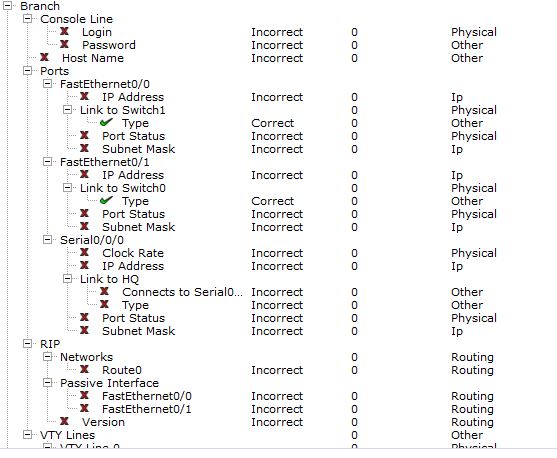 Branch
Console Line
Login Incorrect 0 Physical
Password Incorrect 0 Other
Host Name Incorrect 0 Other
Ports
FastEthernet0/0
IP Address Incorrect 0 Ip
Link to Switch1 0 Physical
Type Correct 0 Other
Port Status Incorrect 0 Physical
Subnet Mask Incorrect 0 Ip
FastEthernet0/1
IP Address Incorrect 0 Ip
Link to Switch0 0 Physical
Type Correct 0 Other
Port Status Incorrect 0 Physical
Subnet Mask Incorrect 0 Ip
Serial0/0/0
Clock Rate Incorrect 0 Physical
IP Address Incorrect 0 Ip
Link to HQ
Connects to Serial0... Incorrect 0 Other
Type Incorrect 0 Other
Port Status Incorrect 0 Physical
Subnet Mask Incorrect 0 Ip
RIP
Networks 0 Routing
Route0 Incorrect 0 Routing
Passive Interface 0 Routing
FastEthernet0/0 Incorrect 0 Routing
FastEthernet0/1 Incorrect 0 Routing
Version Incorrect 0 Routing
VTY Lines 0 Other
VTY Line 0 0 Physical